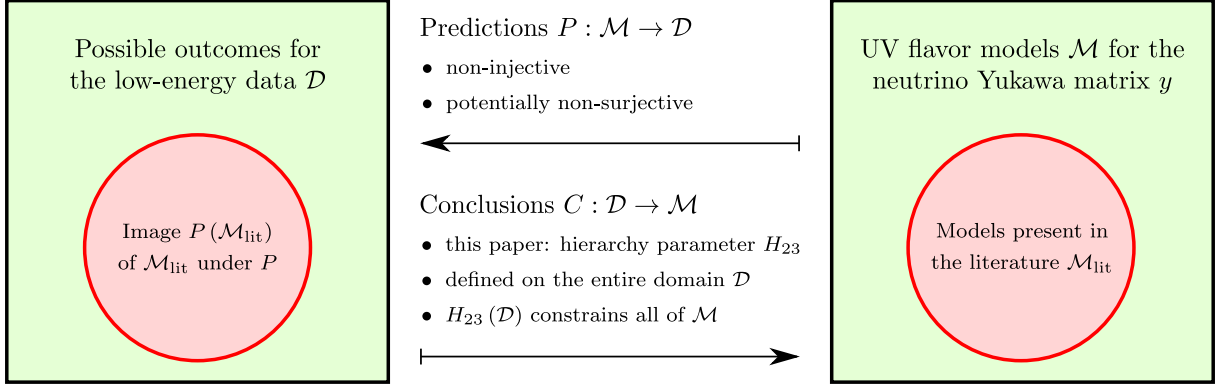 Possible outcomes for
the low-energy data 𝒟
Image P (ℳ_lit)
of ℳ_lit under P
Predictions P : ℳ → 𝒟
• non-injective
• potentially non-surjective
Conclusions C : 𝒟 → ℳ
• this paper: hierarchy parameter H₂₃
• defined on the entire domain 𝒟
• H₂₃ (𝒟) constrains all of ℳ
UV flavor models ℳ for the
neutrino Yukawa matrix y
Models present in
the literature ℳ_lit